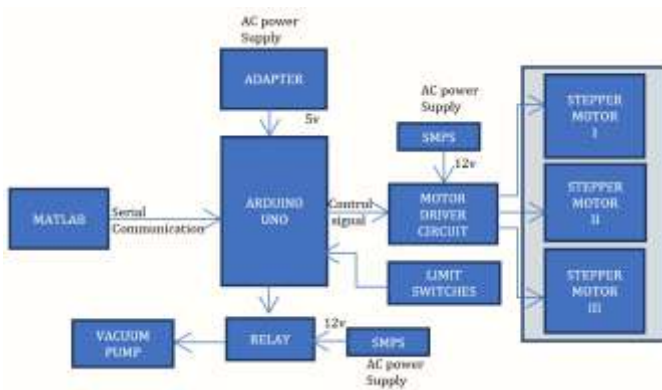 AC power
Supply
ADAPTER
5v
AC power
Supply
SMPS
12v
STEPPER
MOTOR
I
MATLAB
Serial
Communication
ARDUINO
UNO
Control
signal
MOTOR
DRIVER
CIRCUIT
STEPPER
MOTOR
II
LIMIT
SWITCHES
STEPPER
MOTOR
III
VACUUM
PUMP
RELAY
12v
SMPS
AC power
Supply